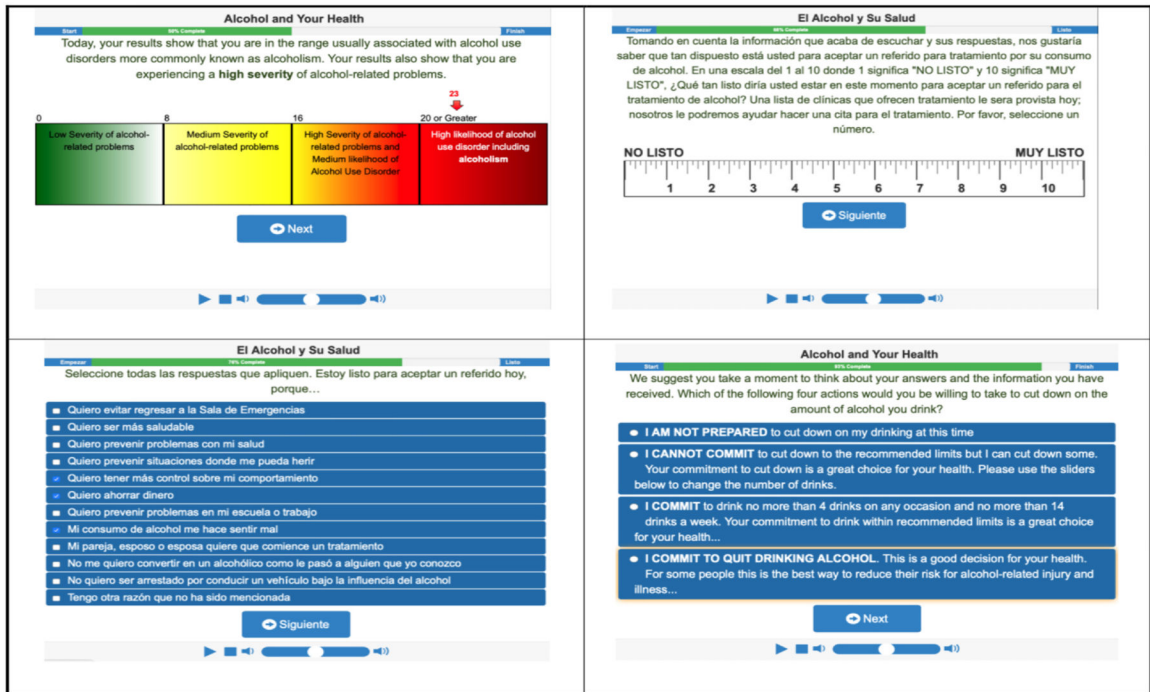 Alcohol and Your Health
Start 50% Complete Finish
Today, your results show that you are in the range usually associated with alcohol use
disorders more commonly known as alcoholism. Your results also show that you are
experiencing a high severity of alcohol-related problems.
23
0 8 16 20 or Greater
Low Severity of alcohol-
related problems
Medium Severity of
alcohol-related problems
High Severity of alcohol-
related problems and
Medium likelihood of
Alcohol Use Disorder
High likelihood of alcohol
use disorder including
alcoholism
Next
El Alcohol y Su Salud
Empezar Complete Listo
Tomando en cuenta la información que acaba de escuchar y sus respuestas, nos gustaría
saber que tan dispuesto está usted para aceptar un referido para tratamiento por su consumo
de alcohol. En una escala del 1 al 10 donde 1 significa "NO LISTO" y 10 significa "MUY
LISTO", ¿Qué tan listo diría usted estar en este momento para aceptar un referido para el
tratamiento de alcohol? Una lista de clínicas que ofrecen tratamiento le sera provista hoy;
nosotros le podremos ayudar hacer una cita para el tratamiento. Por favor, seleccione un
número.
NO LISTO MUY LISTO
1 2 3 4 5 6 7 8 9 10
Siguiente
El Alcohol y Su Salud
Empezar Complete Listo
Seleccione todas las respuestas que apliquen. Estoy listo para aceptar un referido hoy,
porque...
Quiero evitar regresar a la Sala de Emergencias
Quiero ser más saludable
Quiero prevenir problemas con mi salud
Quiero prevenir situaciones donde me pueda herir
Quiero tener más control sobre mi comportamiento
Quiero ahorrar dinero
Quiero prevenir problemas en mi escuela o trabajo
Mi consumo de alcohol me hace sentir mal
Mi pareja, esposo o esposa quiere que comience un tratamiento
No me quiero convertir en un alcohólico como le pasó a alguien que yo conozco
No quiero ser arrestado por conducir un vehículo bajo la influencia del alcohol
Tengo otra razón que no ha sido mencionada
Siguiente
Alcohol and Your Health
Start Complete Finish
We suggest you take a moment to think about your answers and the information you have
received. Which of the following four actions would you be willing to take to cut down on the
amount of alcohol you drink?
I AM NOT PREPARED to cut down on my drinking at this time
I CANNOT COMMIT to cut down to the recommended limits but I can cut down some.
Your commitment to cut down is a great choice for your health. Please use the sliders
below to change the number of drinks.
I COMMIT to drink no more than 4 drinks on any occasion and no more than 14
drinks a week. Your commitment to drink within recommended limits is a great choice
for your health...
I COMMIT TO QUIT DRINKING ALCOHOL. This is a good decision for your health.
For some people this is the best way to reduce their risk for alcohol-related injury and
illness...
Next